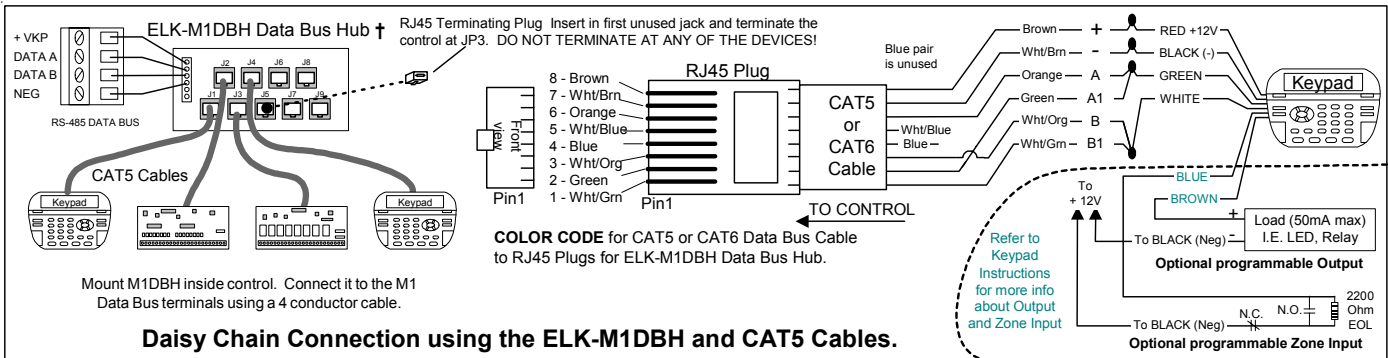 + VKP
DATA A
DATA B
NEG
RS-485 DATA BUS
ELK-M1DBH Data Bus Hub †
J2 J4 J6 J8
J1 J3 J5 J7 J9
RJ45 Terminating Plug Insert in first unused jack and terminate the
control at JP3. DO NOT TERMINATE AT ANY OF THE DEVICES!
CAT5 Cables
Keypad
Keypad
Mount M1DBH inside control. Connect it to the M1
Data Bus terminals using a 4 conductor cable.
Front
view
Pin1
8 - Brown
7 - Wht/Brn
6 - Orange
5 - Wht/Blue
4 - Blue
3 - Wht/Org
2 - Green
1 - Wht/Grn
RJ45 Plug
Pin1
CAT5
or
CAT6
Cable
TO CONTROL
COLOR CODE for CAT5 or CAT6 Data Bus Cable
to RJ45 Plugs for ELK-M1DBH Data Bus Hub.
Blue pair
is unused
Brown + RED +12V
Wht/Brn - BLACK (-)
Orange A GREEN
Green A1 WHITE
Wht/Org B
Wht/Grn B1
Wht/Blue
Blue
Keypad
BLUE
BROWN
To
+ 12V
+
To BLACK (Neg)
Load (50mA max)
I.E. LED, Relay
Optional programmable Output
Refer to
Keypad
Instructions
for more info
about Output
and Zone Input
To BLACK (Neg)
N.C.
N.O.
2200
Ohm
EOL
Optional programmable Zone Input
Daisy Chain Connection using the ELK-M1DBH and CAT5 Cables.